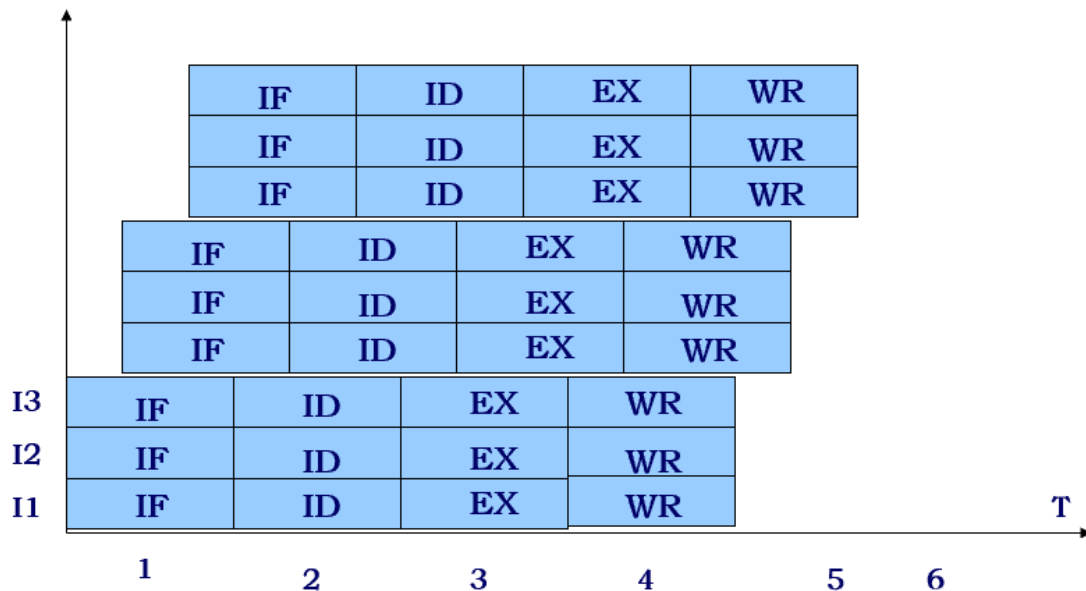 IF ID EX WR
IF ID EX WR
IF ID EX WR
IF ID EX WR
IF ID EX WR
IF ID EX WR
I3 IF ID EX WR
I2 IF ID EX WR
I1 IF ID EX WR T
1 2 3 4 5 6